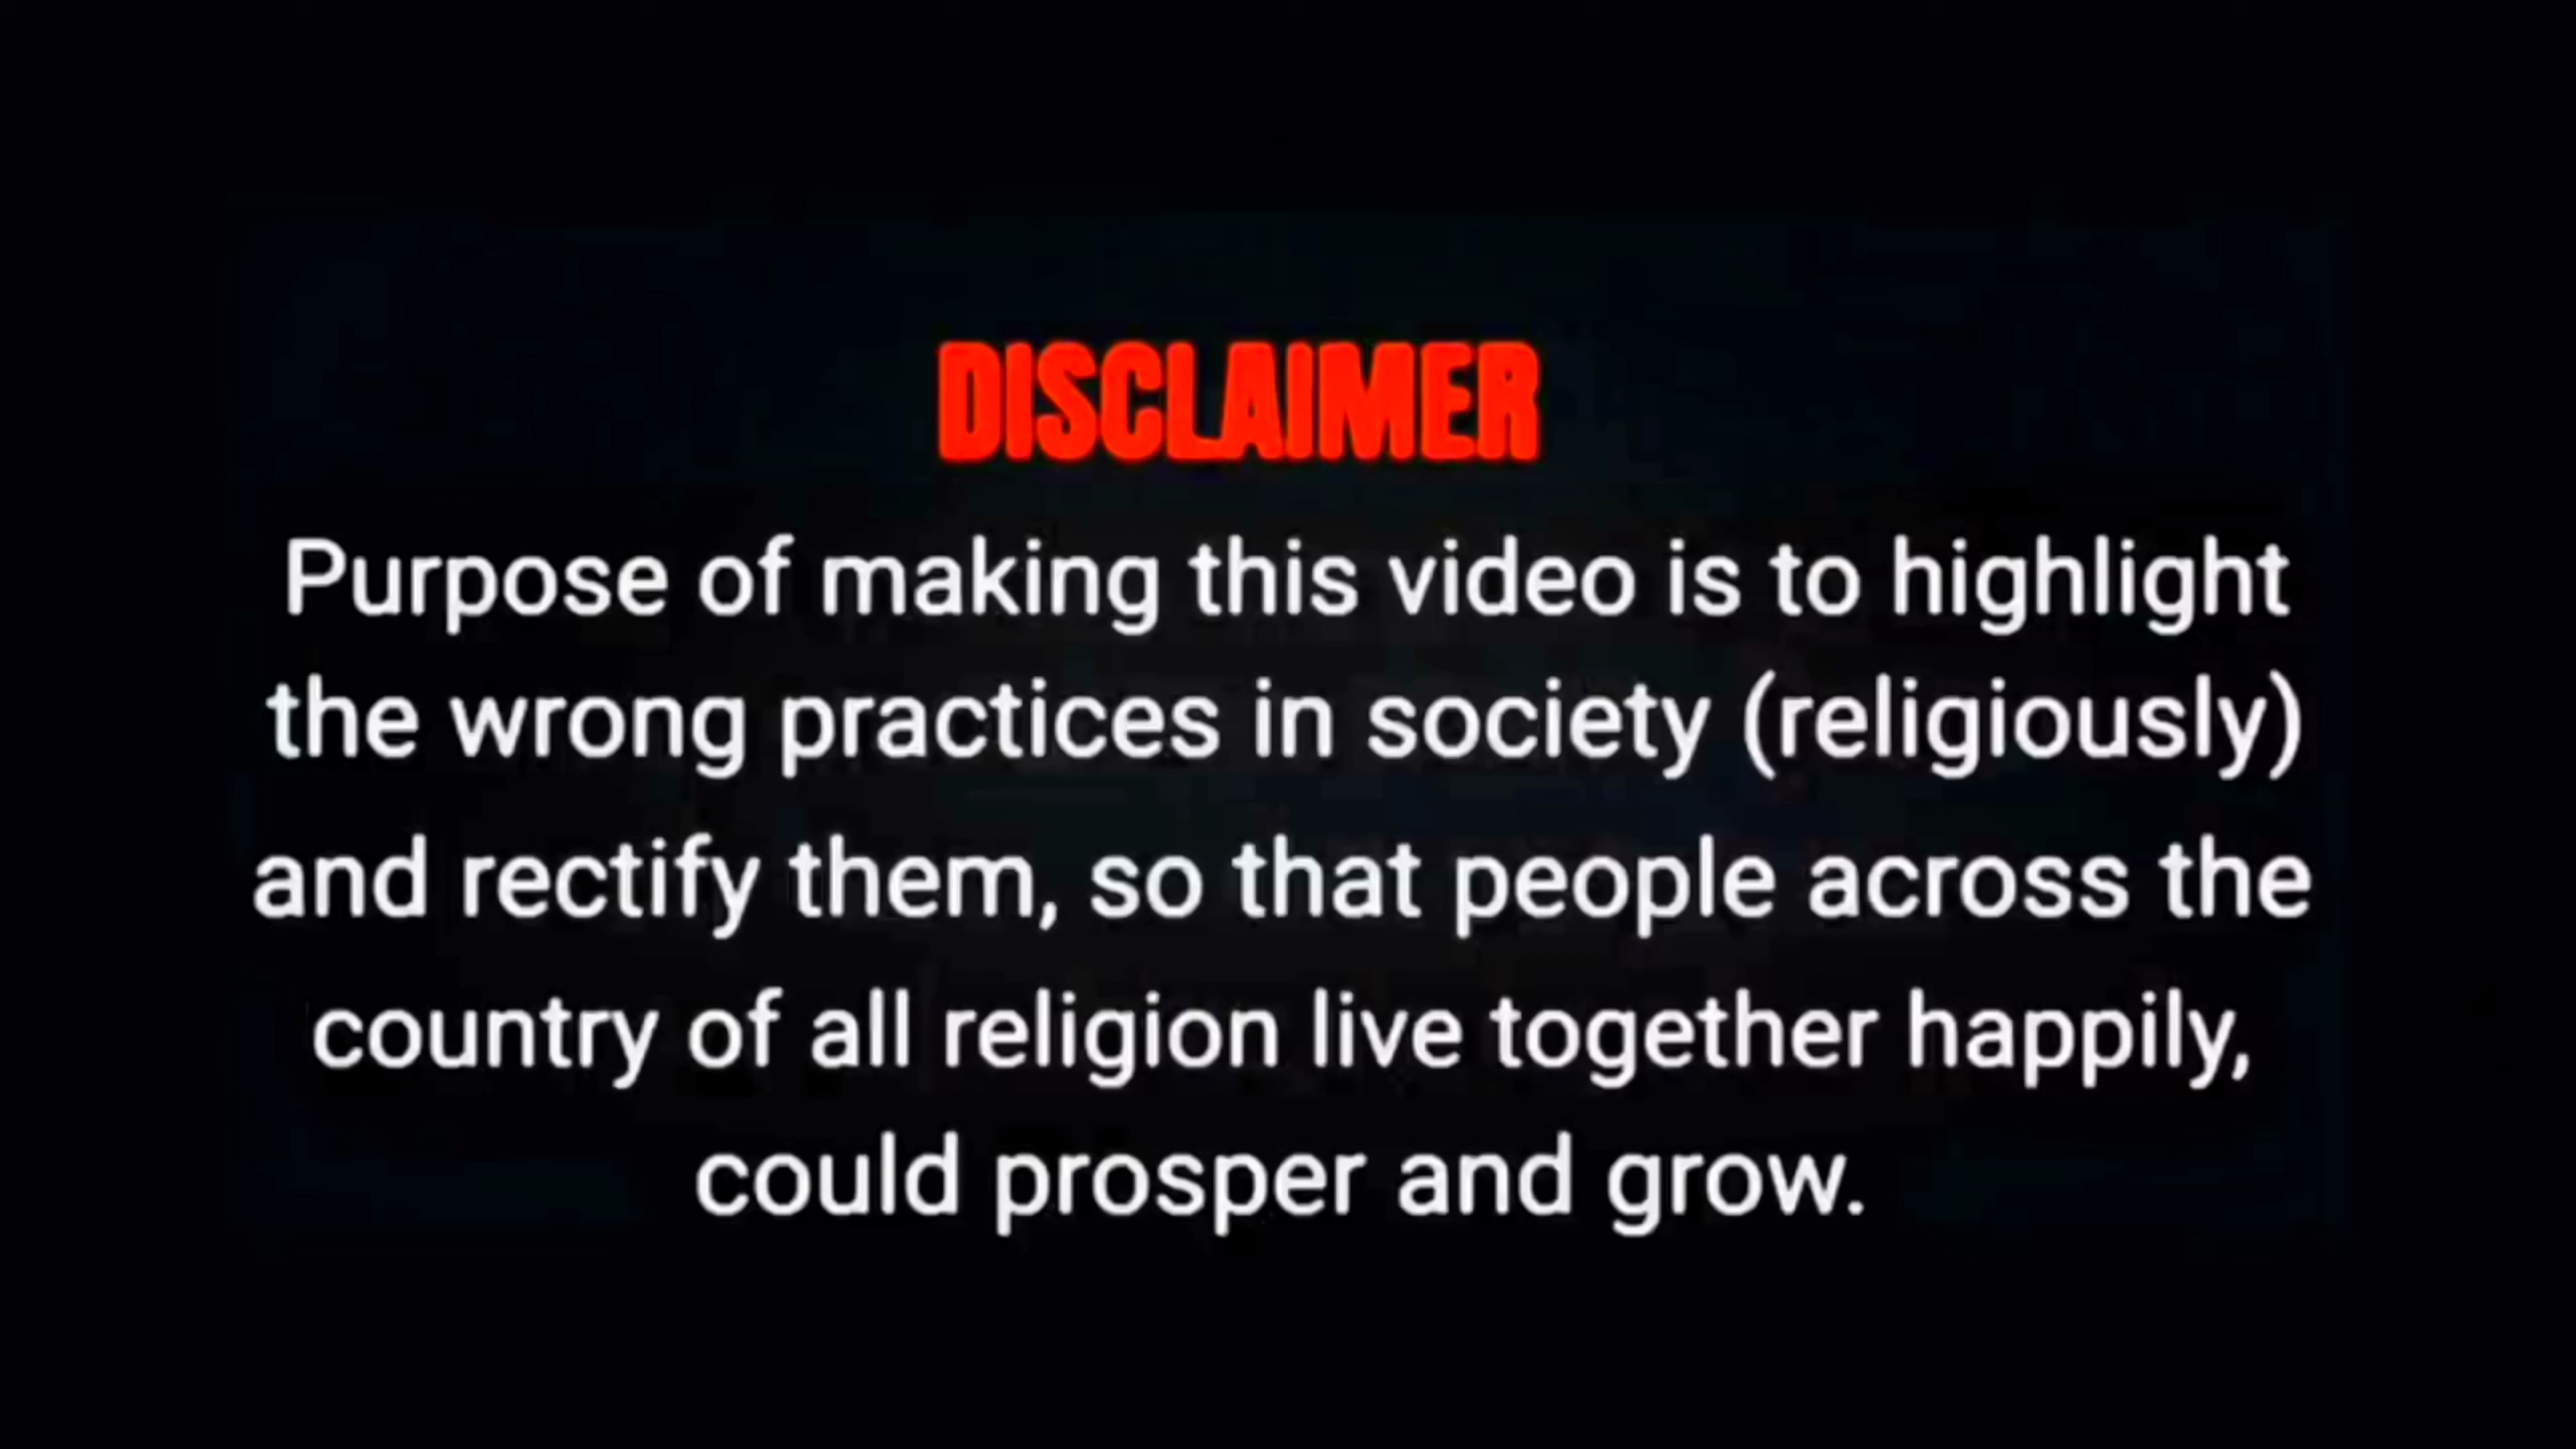 DISCLAIMER
Purpose of making this video is to highlight
the wrong practices in society (religiously)
and rectify them, so that people across the
country of all religion live together happily,
could prosper and grow.